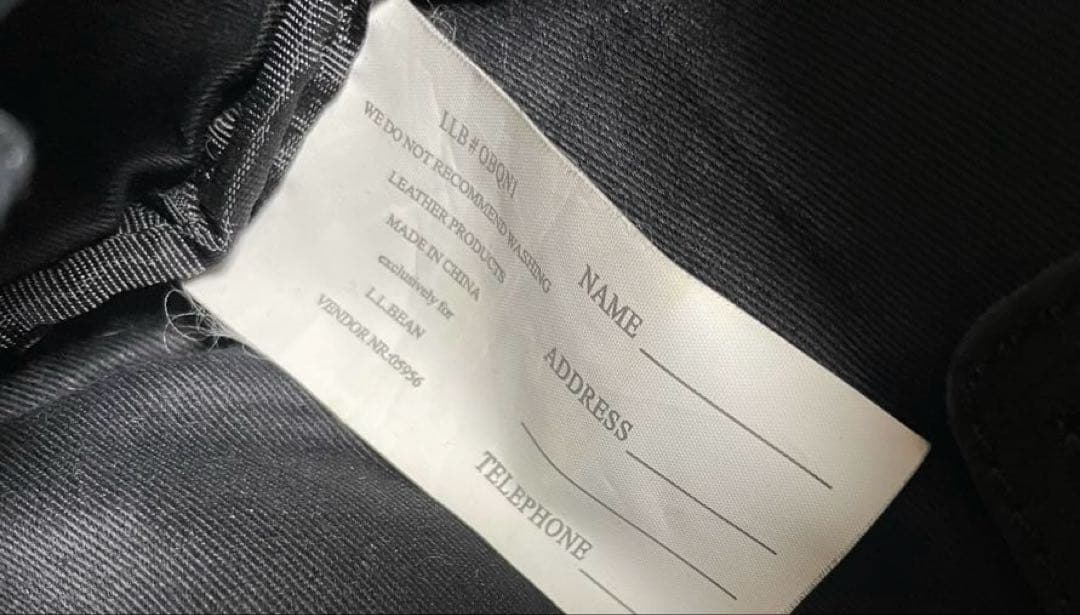 LLB # 0BQN1
WE DO NOT RECOMMEND WASHING
LEATHER PRODUCTS
MADE IN CHINA
exclusively for
L.L.BEAN
VENDOR NR:05956
NAME
ADDRESS
TELEPHONE